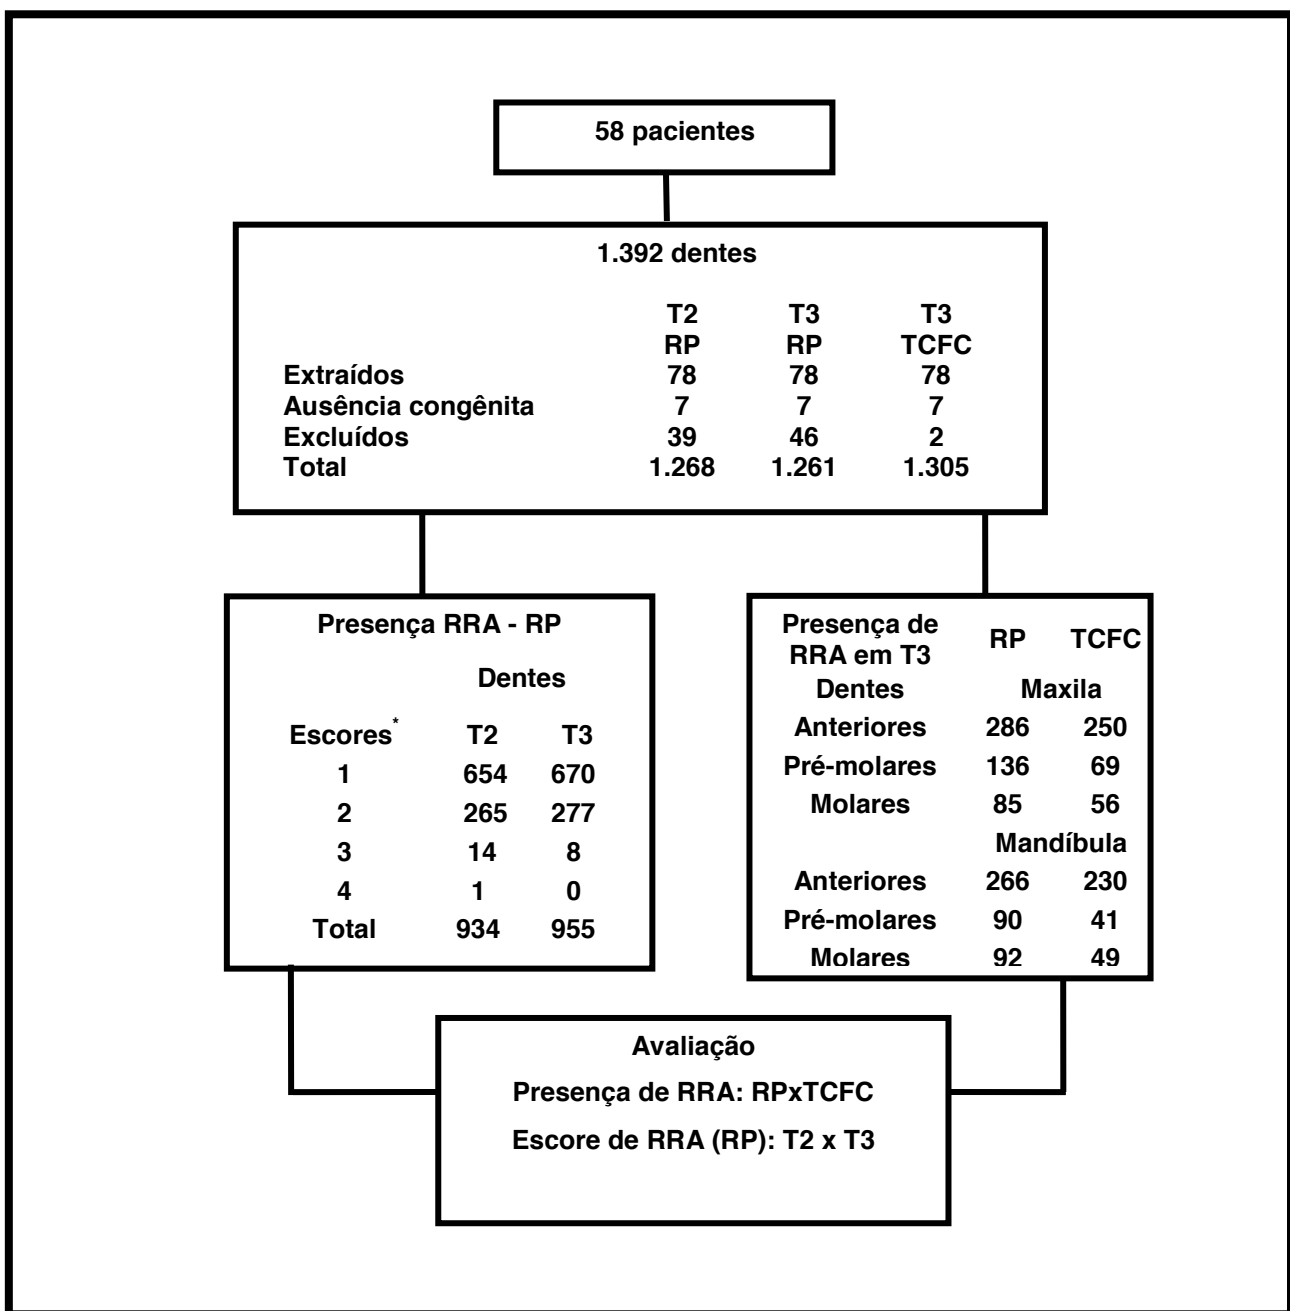 58 pacientes
1.392 dentes
T2 T3 T3
RP RP TCFC
Extraídos 78 78 78
Ausência congênita 7 7 7
Excluídos 39 46 2
Total 1.268 1.261 1.305
Presença RRA - RP
Dentes
Escores* T2 T3
1 654 670
2 265 277
3 14 8
4 1 0
Total 934 955
Presença de
RRA em T3 RP TCFC
Dentes Maxila
Anteriores 286 250
Pré-molares 136 69
Molares 85 56
Mandíbula
Anteriores 266 230
Pré-molares 90 41
Molares 92 49
Avaliação
Presença de RRA: RPxTCFC
Escore de RRA (RP): T2 x T3